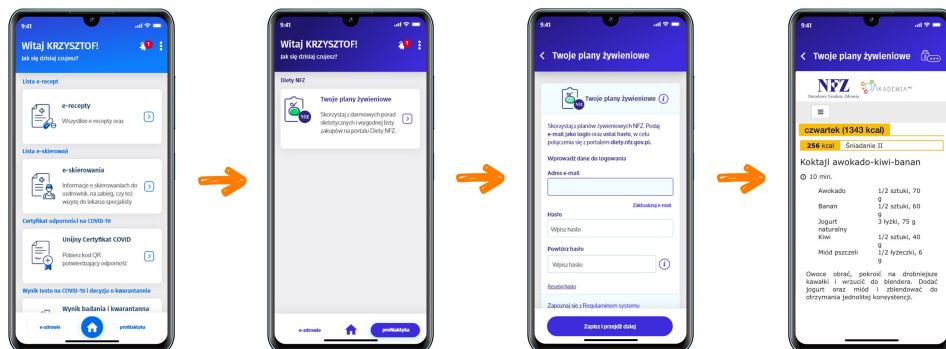 9:41
Witaj KRZYSZTOF!
Jak się dzisiaj czujesz?
1
Lista e-recept
e-recepty
Wszystkie e-recepty oraz
Lista e-skierowań
e-skierowania
Informacje o skierowaniach do
uzdrowisk, na zabieg, czy też
wizytę do lekarza specjalisty
Certyfikat odporności na COVID-19
Unijny Certyfikat COVID
Pobierz kod QR
potwierdzający odporność
Wynik testu na COVID-19 i decyzja o kwarantannie
Wynik badania i kwarantanna
e-zdrowie
profilaktyka
9:41
Witaj KRZYSZTOF!
Jak się dzisiaj czujesz?
1
Diety NFZ
Twoje plany żywieniowe
NFZ
Skorzystaj z darmowych porad
dietetycznych i wygodnej listy
zakupów na portalu Diety NFZ.
e-zdrowie
profilaktyka
9:41
Twoje plany żywieniowe
NFZ
Twoje plany żywieniowe
Skorzystaj z planów żywieniowych NFZ. Podaj
e-mail jako login oraz ustal hasło, w celu
połączenia się z portalem diety.nfz.gov.pl.
Wprowadź dane do logowania
Adres e-mail
Zaktualizuj e-mail
Hasło
Wpisz hasło
Powtórz hasło
Wpisz hasło
Resetuj hasło
Zapoznaj się z Regulaminem systemu
Zapisz i przejdź dalej
9:41
Twoje plany żywieniowe
NFZ
Narodowy Fundusz Zdrowia
AKADEMIA NFZ
czwartek (1343 kcal)
256 kcal Śniadanie II
Koktajl awokado-kiwi-banan
10 min.
Awokado 1/2 sztuki, 70
g
Banan 1/2 sztuki, 60
g
Jogurt 3 łyżki, 75 g
naturalny
Kiwi 1/2 sztuki, 40
g
Miód pszczeli 1/2 łyżeczki, 6
g
Owoce obrać, pokroić na drobniejsze
kawałki i wrzucić do blendera. Dodać
jogurt oraz miód i zblendować do
otrzymania jednolitej konsystencji.